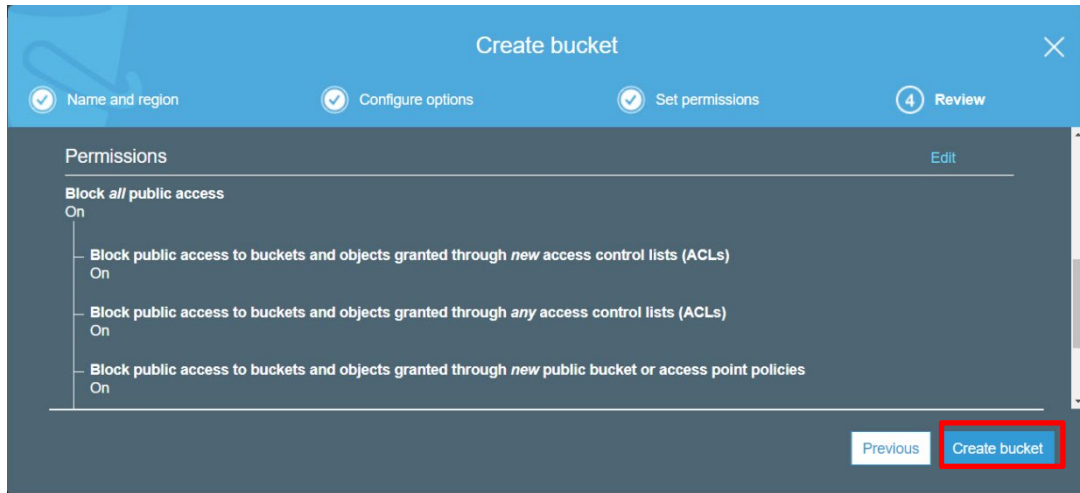 Create bucket
Name and region
Configure options
Set permissions
4 Review
Permissions
Edit
Block all public access
On
Block public access to buckets and objects granted through new access control lists (ACLs)
On
Block public access to buckets and objects granted through any access control lists (ACLs)
On
Block public access to buckets and objects granted through new public bucket or access point policies
On
Previous
Create bucket